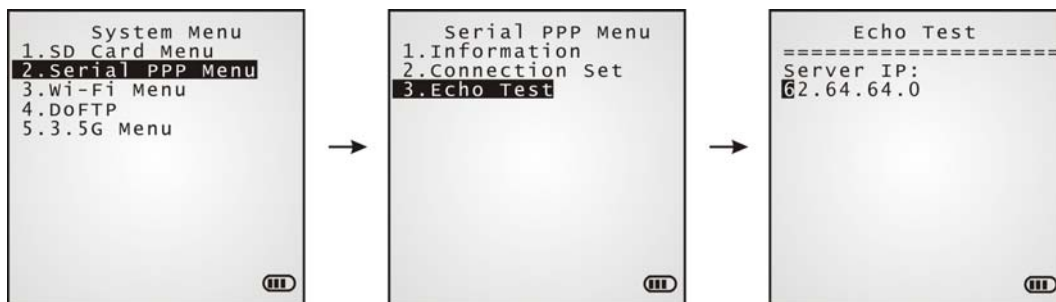 System Menu
1.SD Card Menu
2.Serial PPP Menu
3.Wi-Fi Menu
4.DoFTP
5.3.5G Menu
Serial PPP Menu
1.Information
2.Connection Set
3.Echo Test
Echo Test
=====================
Server IP:
62.64.64.0